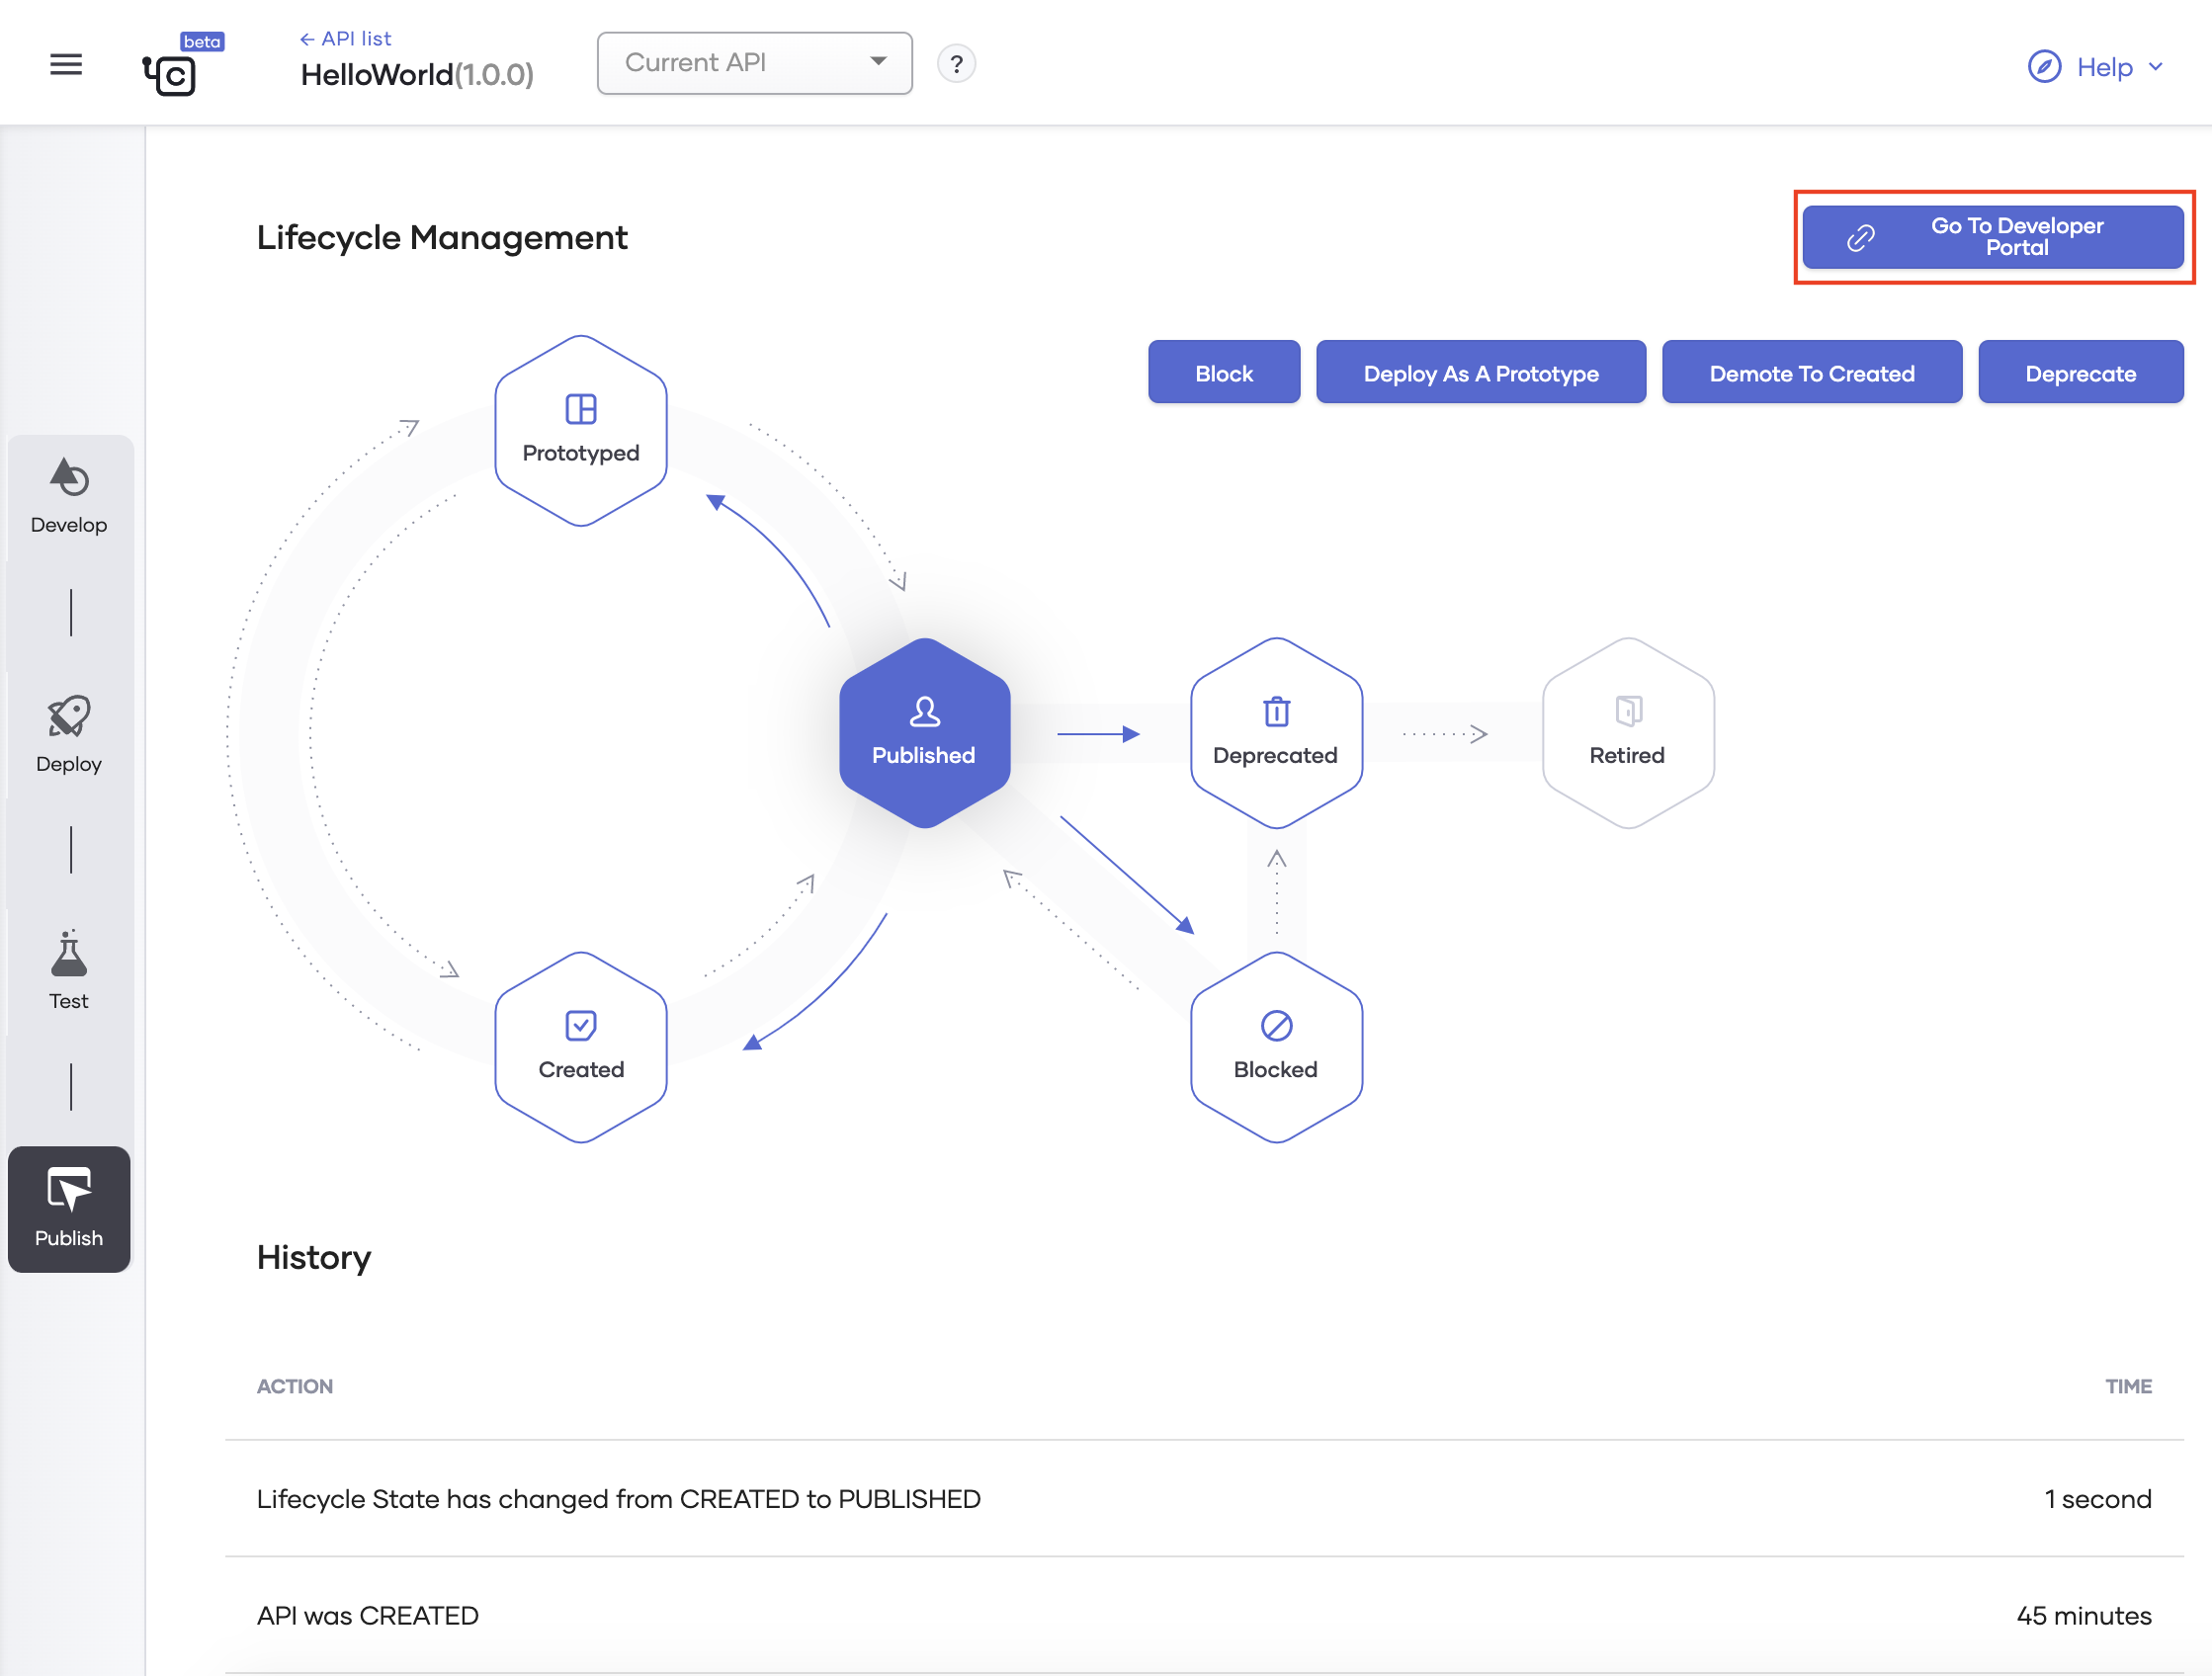 beta
C
← API list
HelloWorld(1.0.0)
Current API
?
Help
Lifecycle Management
Go To Developer
Portal
Block
Deploy As A Prototype
Demote To Created
Deprecate
Prototyped
Develop
Published
Deprecated
Retired
Deploy
Test
Created
Blocked
Publish
History
ACTION
TIME
Lifecycle State has changed from CREATED to PUBLISHED
1 second
API was CREATED
45 minutes